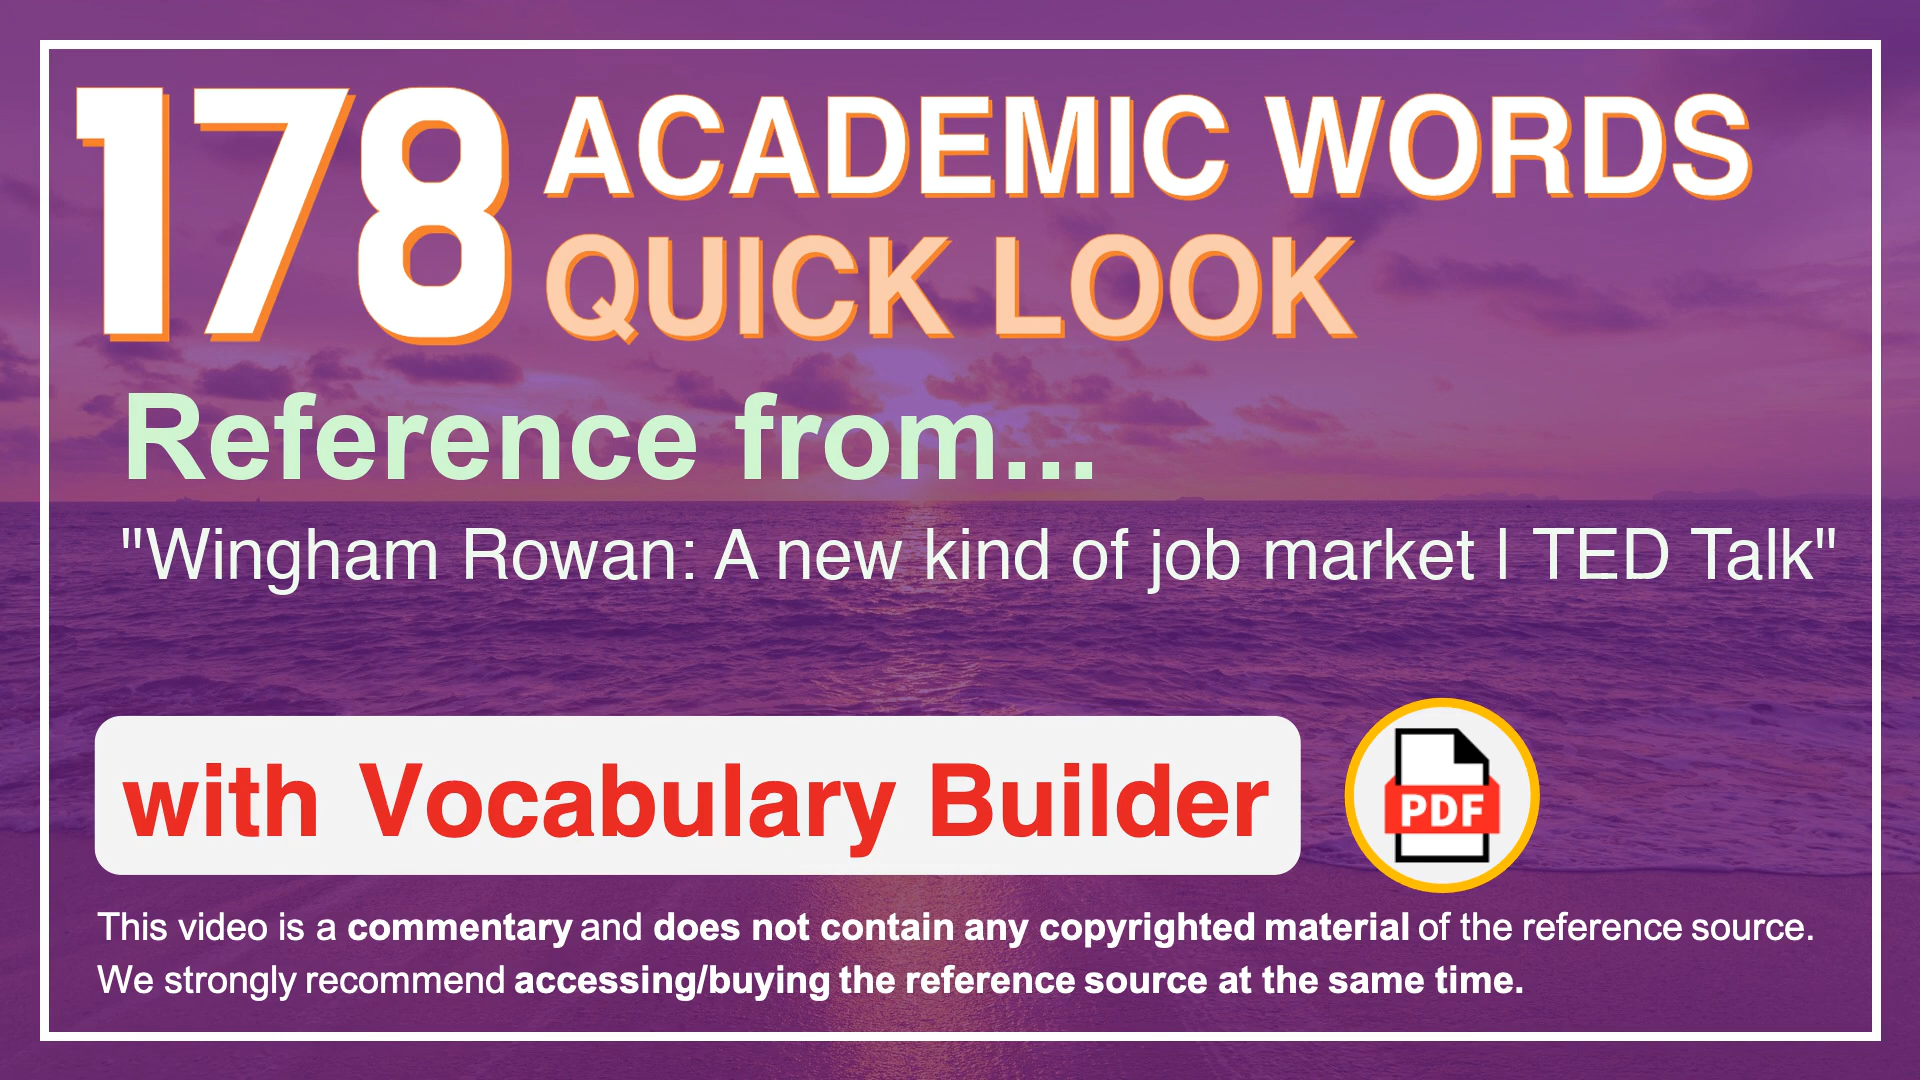 178 ACADEMIC WORDS
QUICK LOOK
Reference from...
"Wingham Rowan: A new kind of job market | TED Talk"
with Vocabulary Builder
PDF
This video is a commentary and does not contain any copyrighted material of the reference source.
We strongly recommend accessing/buying the reference source at the same time.